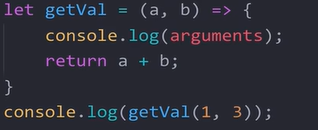 let getVal = (a, b) => {
    console.log(arguments);
    return a + b;
}
console.log(getVal(1, 3));